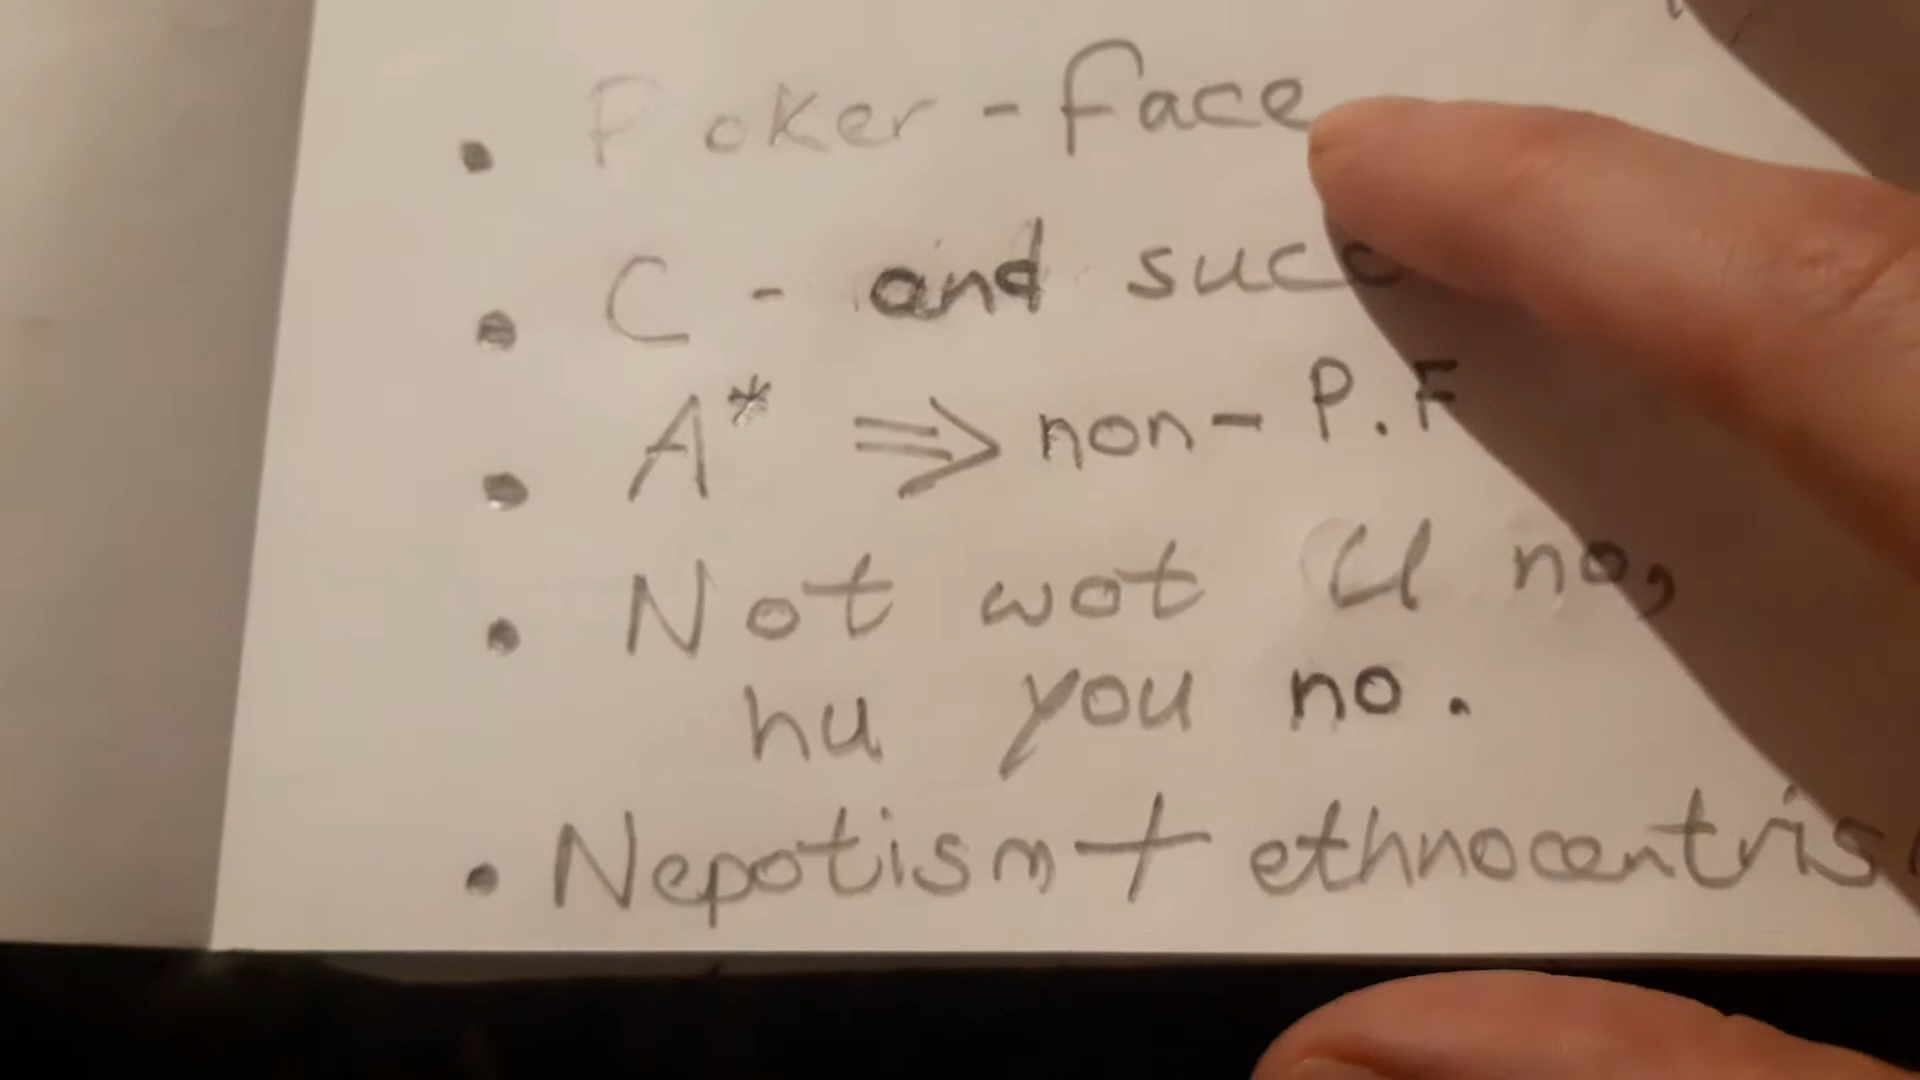 • Poker - face
• C - and succ
• A* ⇒ non - P.F
• Not wot U no,
hu you no.
• Nepotism + ethnocentris